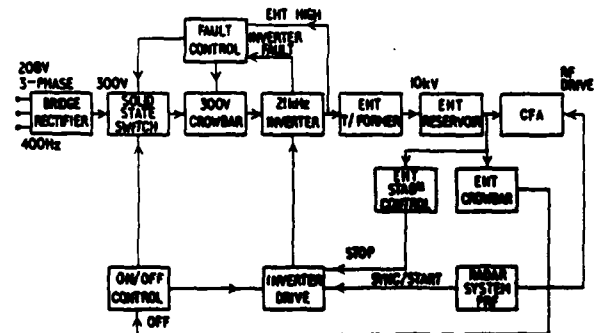 EHT HIGH
FAULT
CONTROL
INVERTER
FAULT
208V
3-PHASE
300V
10kV
RF
DRIVE
BRIDGE
RECTIFIER
SOLID
STATE
SWITCH
300V
CROWBAR
21kHz
INVERTER
EHT
T/FORMER
EHT
RESERVOIR
CFA
400Hz
EHT
STABN
CONTROL
EHT
CROWBAR
STOP
ON/OFF
CONTROL
INVERTER
DRIVE
SYNC/START
RADAR
SYSTEM
PRF
OFF